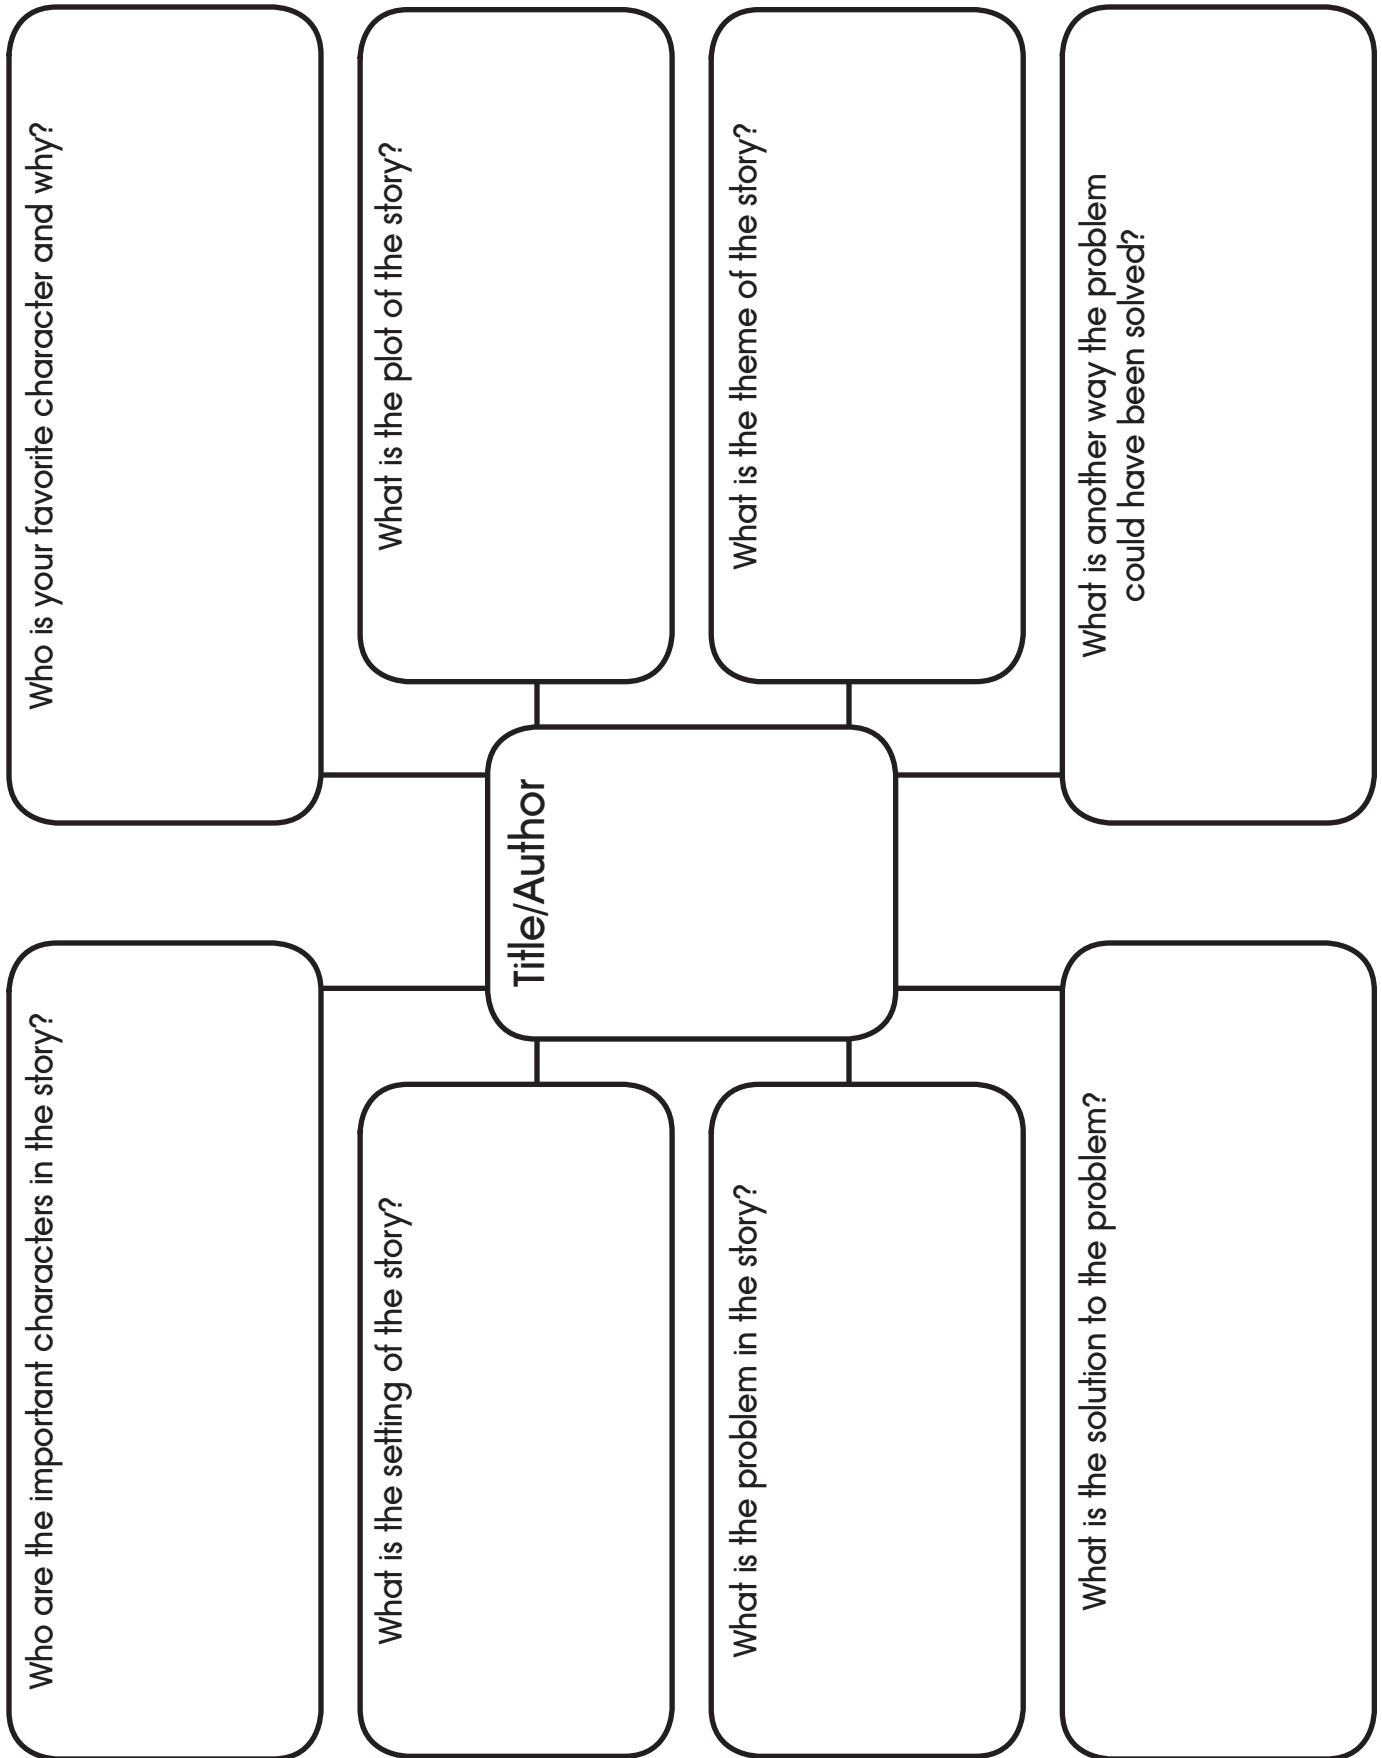 Who are the important characters in the story?
Who is your favorite character and why?
What is the setting of the story?
What is the plot of the story?
Title/Author
What is the problem in the story?
What is the theme of the story?
What is the solution to the problem?
What is another way the problem
could have been solved?